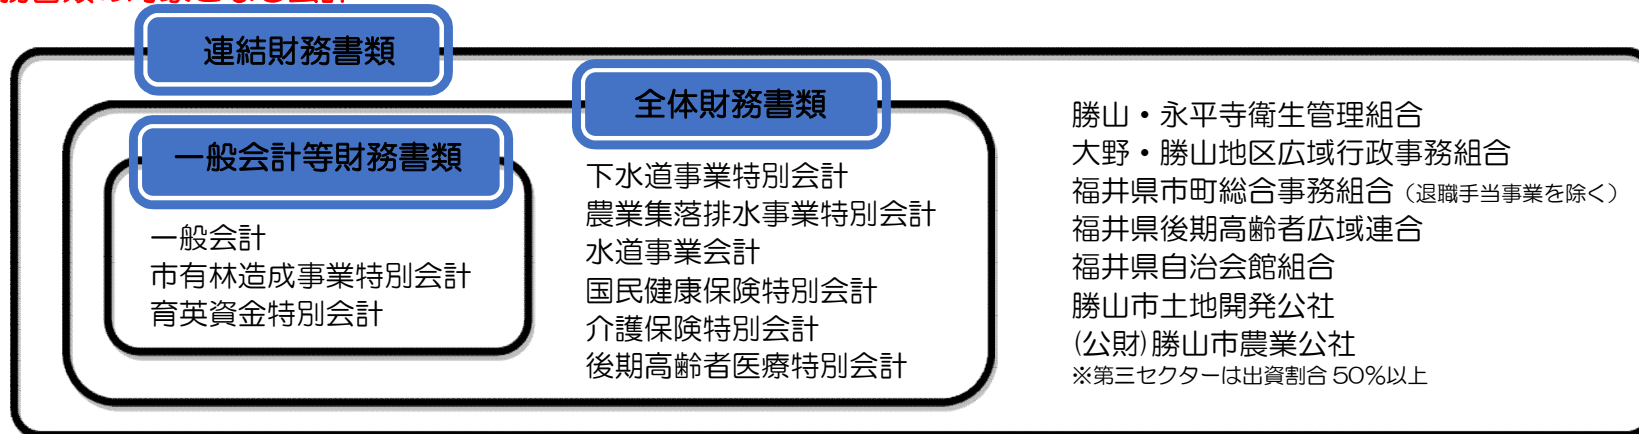 連結財務書類
全体財務書類
一般会計等財務書類
一般会計
市有林造成事業特別会計
育英資金特別会計
下水道事業特別会計
農業集落排水事業特別会計
水道事業会計
国民健康保険特別会計
介護保険特別会計
後期高齢者医療特別会計
勝山・永平寺衛生管理組合
大野・勝山地区広域行政事務組合
福井県市町総合事務組合（退職手当事業を除く）
福井県後期高齢者広域連合
福井県自治会館組合
勝山市土地開発公社
(公財)勝山市農業公社
※第三セクターは出資割合 50%以上